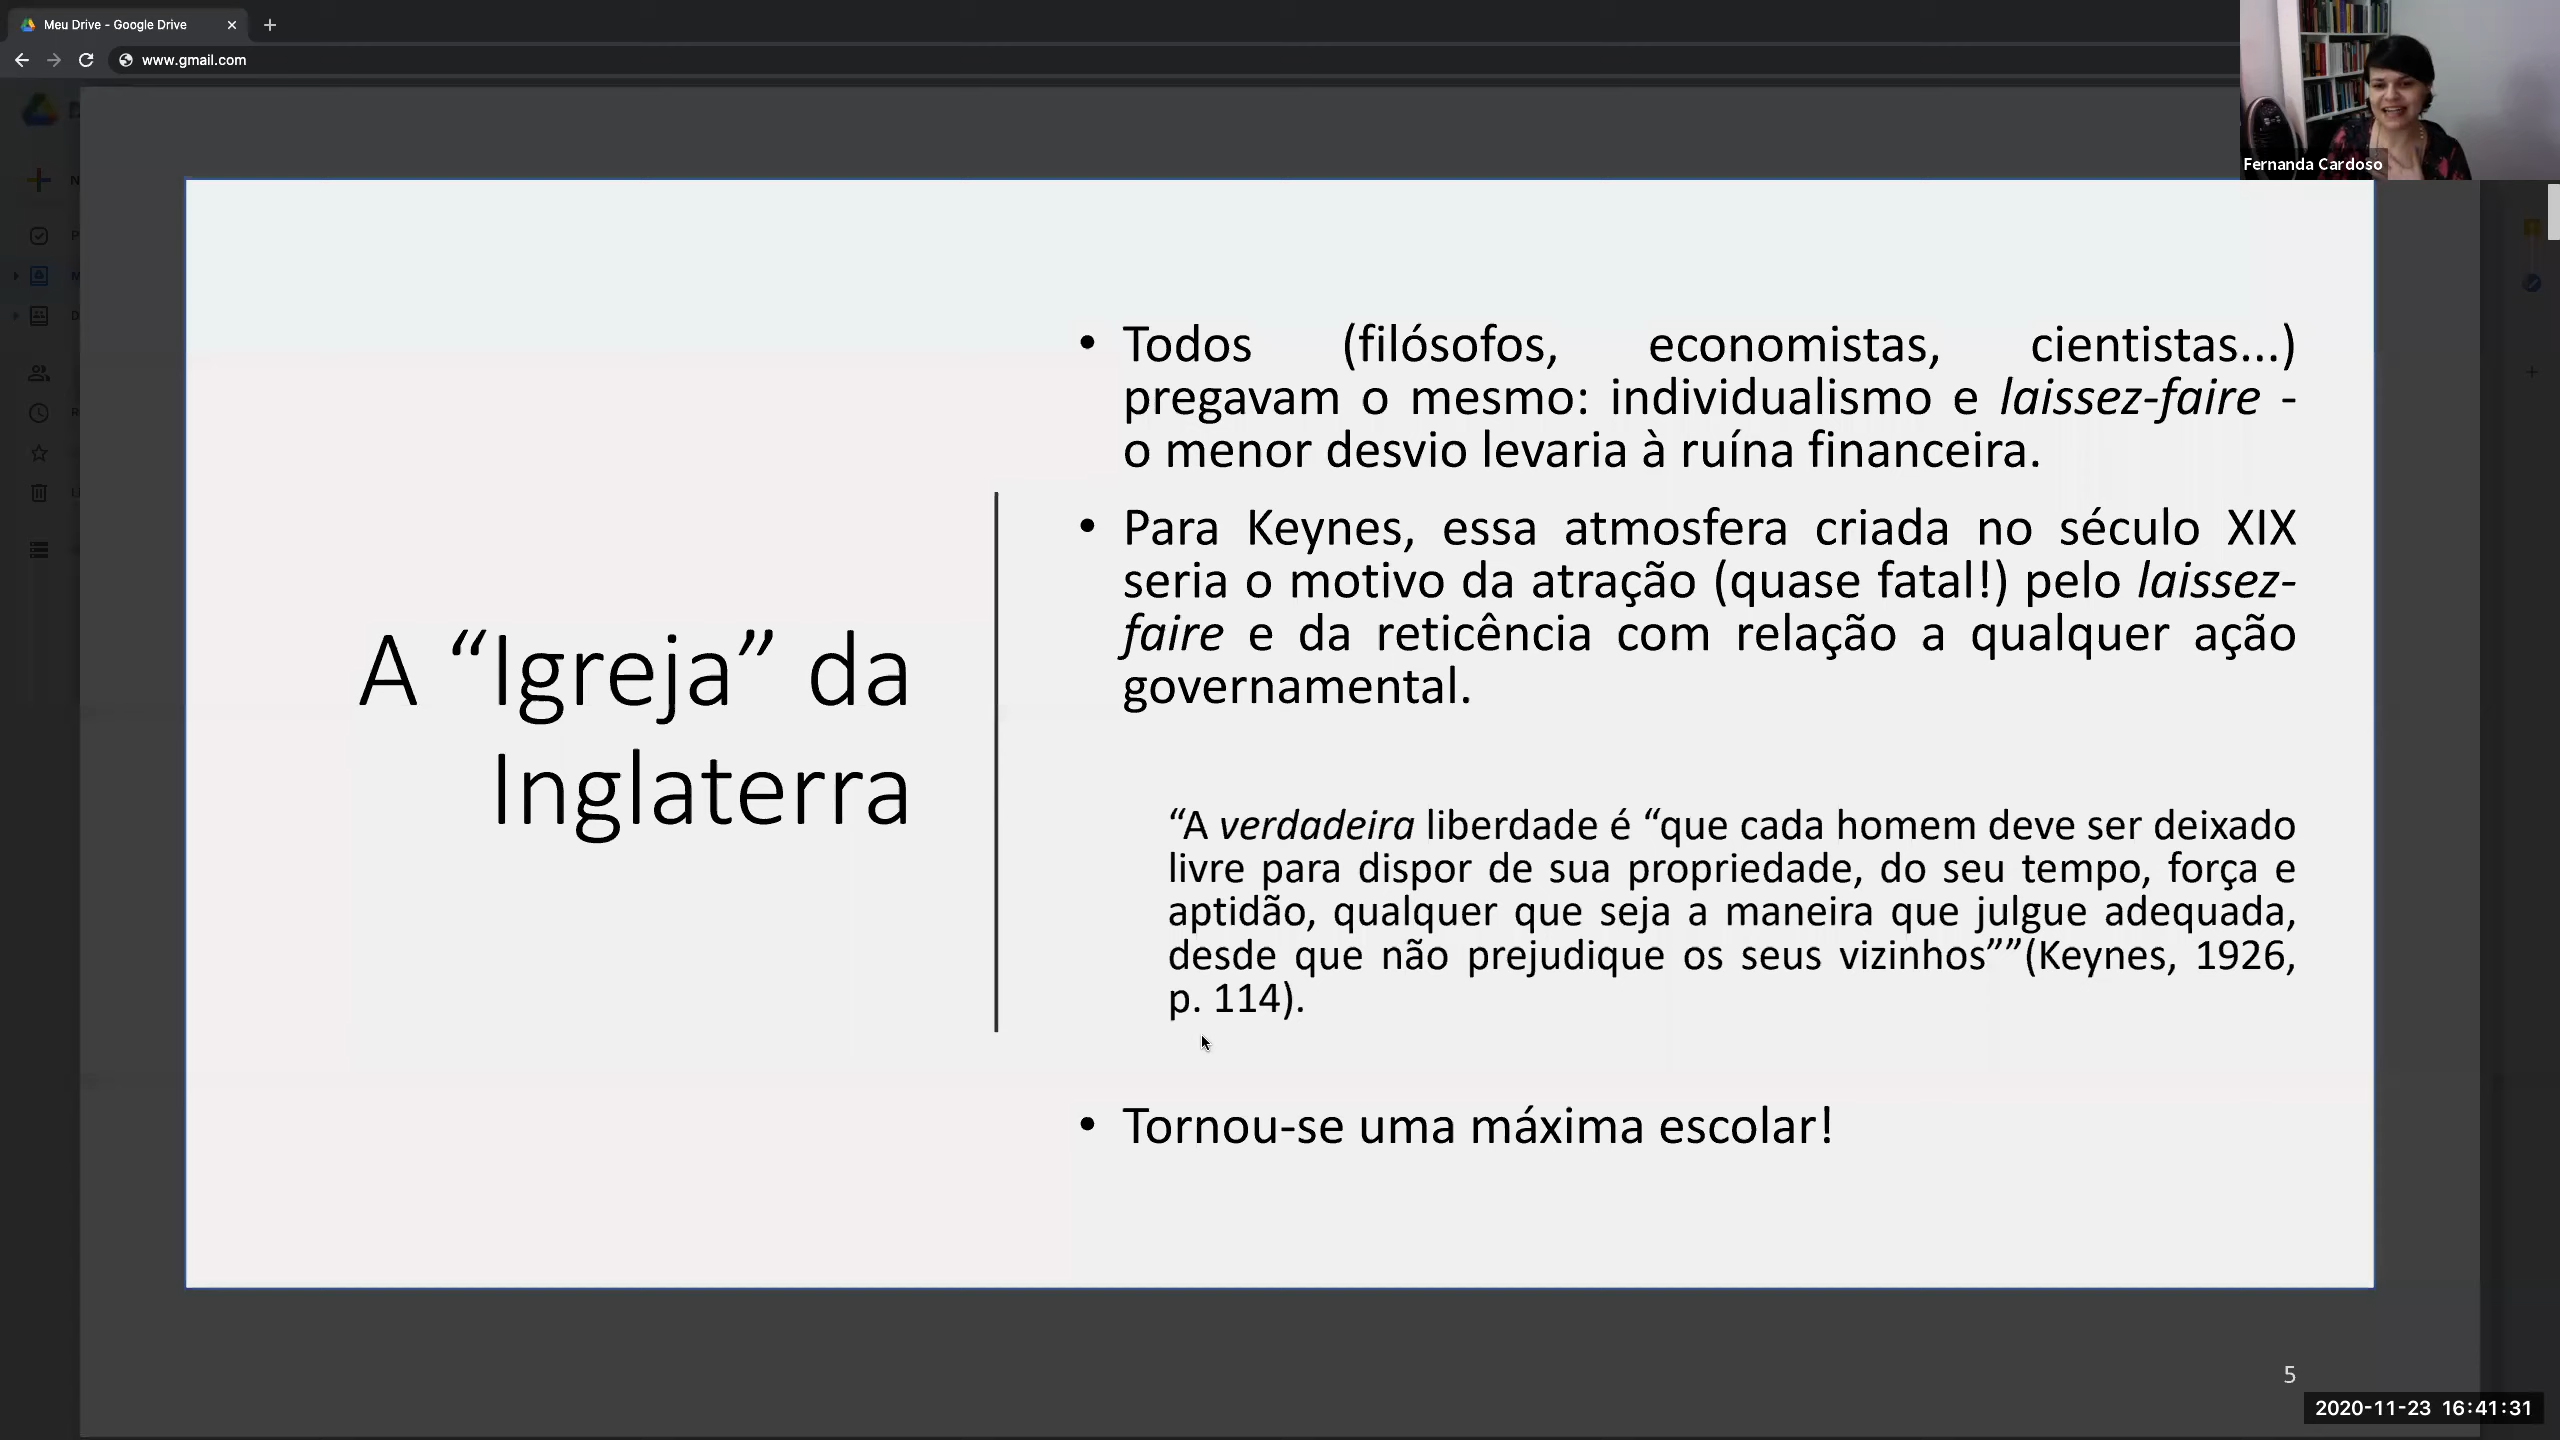 Meu Drive - Google Drive
www.gmail.com
Fernanda Cardoso
A “Igreja” da
Inglaterra
• Todos (filósofos, economistas, cientistas...)
pregavam o mesmo: individualismo e laissez-faire -
o menor desvio levaria à ruína financeira.
• Para Keynes, essa atmosfera criada no século XIX
seria o motivo da atração (quase fatal!) pelo laissez-
faire e da reticência com relação a qualquer ação
governamental.
“A verdadeira liberdade é “que cada homem deve ser deixado
livre para dispor de sua propriedade, do seu tempo, força e
aptidão, qualquer que seja a maneira que julgue adequada,
desde que não prejudique os seus vizinhos””(Keynes, 1926,
p. 114).
• Tornou-se uma máxima escolar!
5
2020-11-23 16:41:31